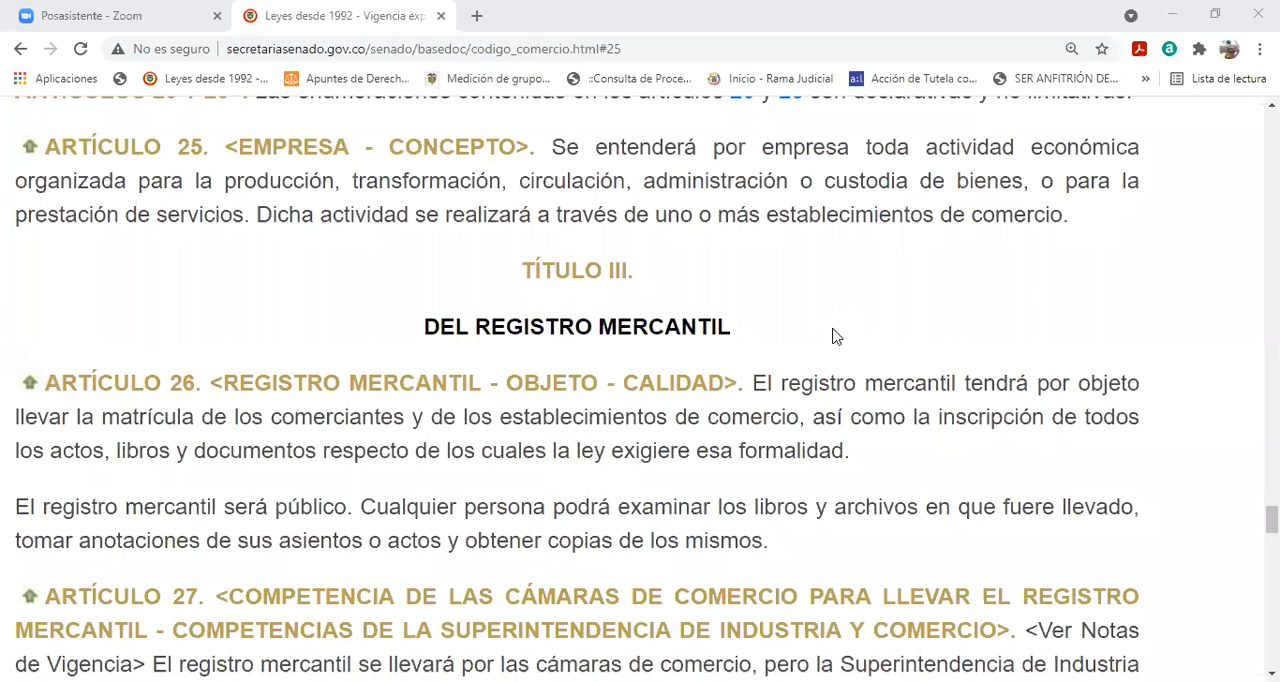 Posasistente - Zoom
Leyes desde 1992 - Vigencia exp
No es seguro
secretariasenado.gov.co/senado/basedoc/codigo_comercio.html#25
Aplicaciones
Leyes desde 1992 -...
Apuntes de Derech...
Medición de grupo...
::Consulta de Proce...
Inicio - Rama Judicial
a:l
Acción de Tutela co...
SER ANFITRIÓN DE...
»
Lista de lectura
ARTÍCULO 25. <EMPRESA - CONCEPTO>. Se entenderá por empresa toda actividad económica
organizada para la producción, transformación, circulación, administración o custodia de bienes, o para la
prestación de servicios. Dicha actividad se realizará a través de uno o más establecimientos de comercio.
TÍTULO III.
DEL REGISTRO MERCANTIL
ARTÍCULO 26. <REGISTRO MERCANTIL - OBJETO - CALIDAD>. El registro mercantil tendrá por objeto
llevar la matrícula de los comerciantes y de los establecimientos de comercio, así como la inscripción de todos
los actos, libros y documentos respecto de los cuales la ley exigiere esa formalidad.
El registro mercantil será público. Cualquier persona podrá examinar los libros y archivos en que fuere llevado,
tomar anotaciones de sus asientos o actos y obtener copias de los mismos.
ARTÍCULO 27. <COMPETENCIA DE LAS CÁMARAS DE COMERCIO PARA LLEVAR EL REGISTRO
MERCANTIL - COMPETENCIAS DE LA SUPERINTENDENCIA DE INDUSTRIA Y COMERCIO>. <Ver Notas
de Vigencia> El registro mercantil se llevará por las cámaras de comercio, pero la Superintendencia de Industria